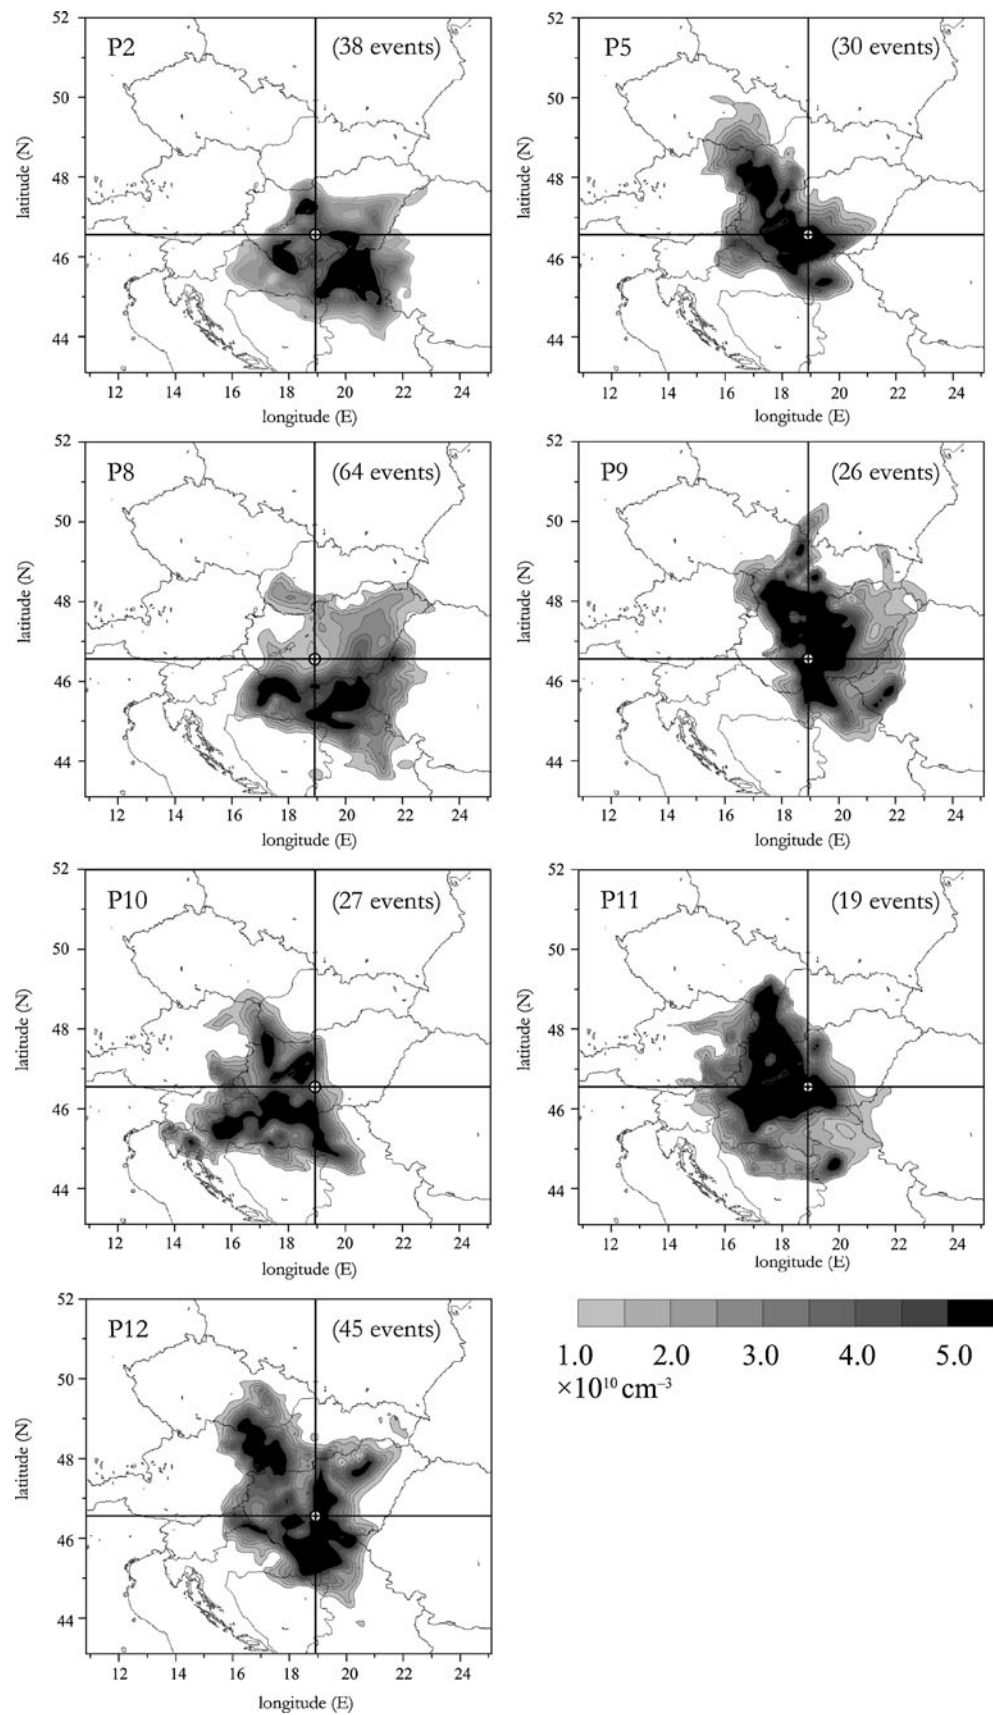 P2 (38 events)
52
50
48
46
44
latitude (N)
12 14 16 18 20 22 24
longitude (E)
P5 (30 events)
52
50
48
46
44
latitude (N)
12 14 16 18 20 22 24
longitude (E)
P8 (64 events)
52
50
48
46
44
latitude (N)
12 14 16 18 20 22 24
longitude (E)
P9 (26 events)
52
50
48
46
44
latitude (N)
12 14 16 18 20 22 24
longitude (E)
P10 (27 events)
52
50
48
46
44
latitude (N)
12 14 16 18 20 22 24
longitude (E)
P11 (19 events)
52
50
48
46
44
latitude (N)
12 14 16 18 20 22 24
longitude (E)
P12 (45 events)
52
50
48
46
44
latitude (N)
12 14 16 18 20 22 24
longitude (E)
1.0 2.0 3.0 4.0 5.0
×10¹⁰ cm⁻³